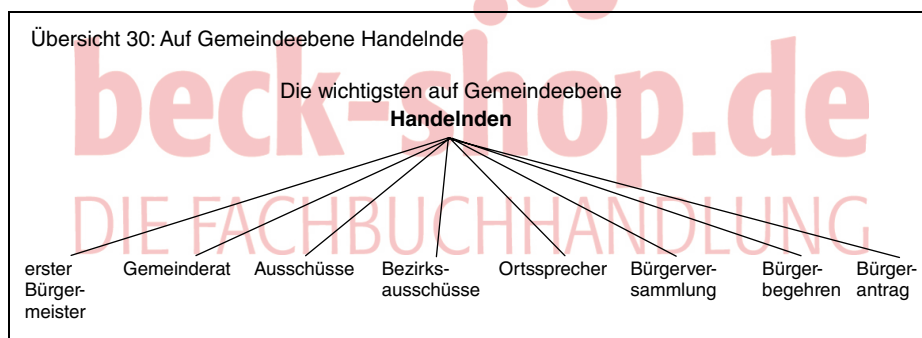 Übersicht 30: Auf Gemeindeebene Handelnde
beck-shop.de
Die wichtigsten auf Gemeindeebene
Handelnden
DIE FACHBUCHHANDLUNG
erster
Bürger-
meister
Gemeinderat
Ausschüsse
Bezirks-
ausschüsse
Ortssprecher
Bürgerver-
sammlung
Bürger-
begehren
Bürger-
antrag